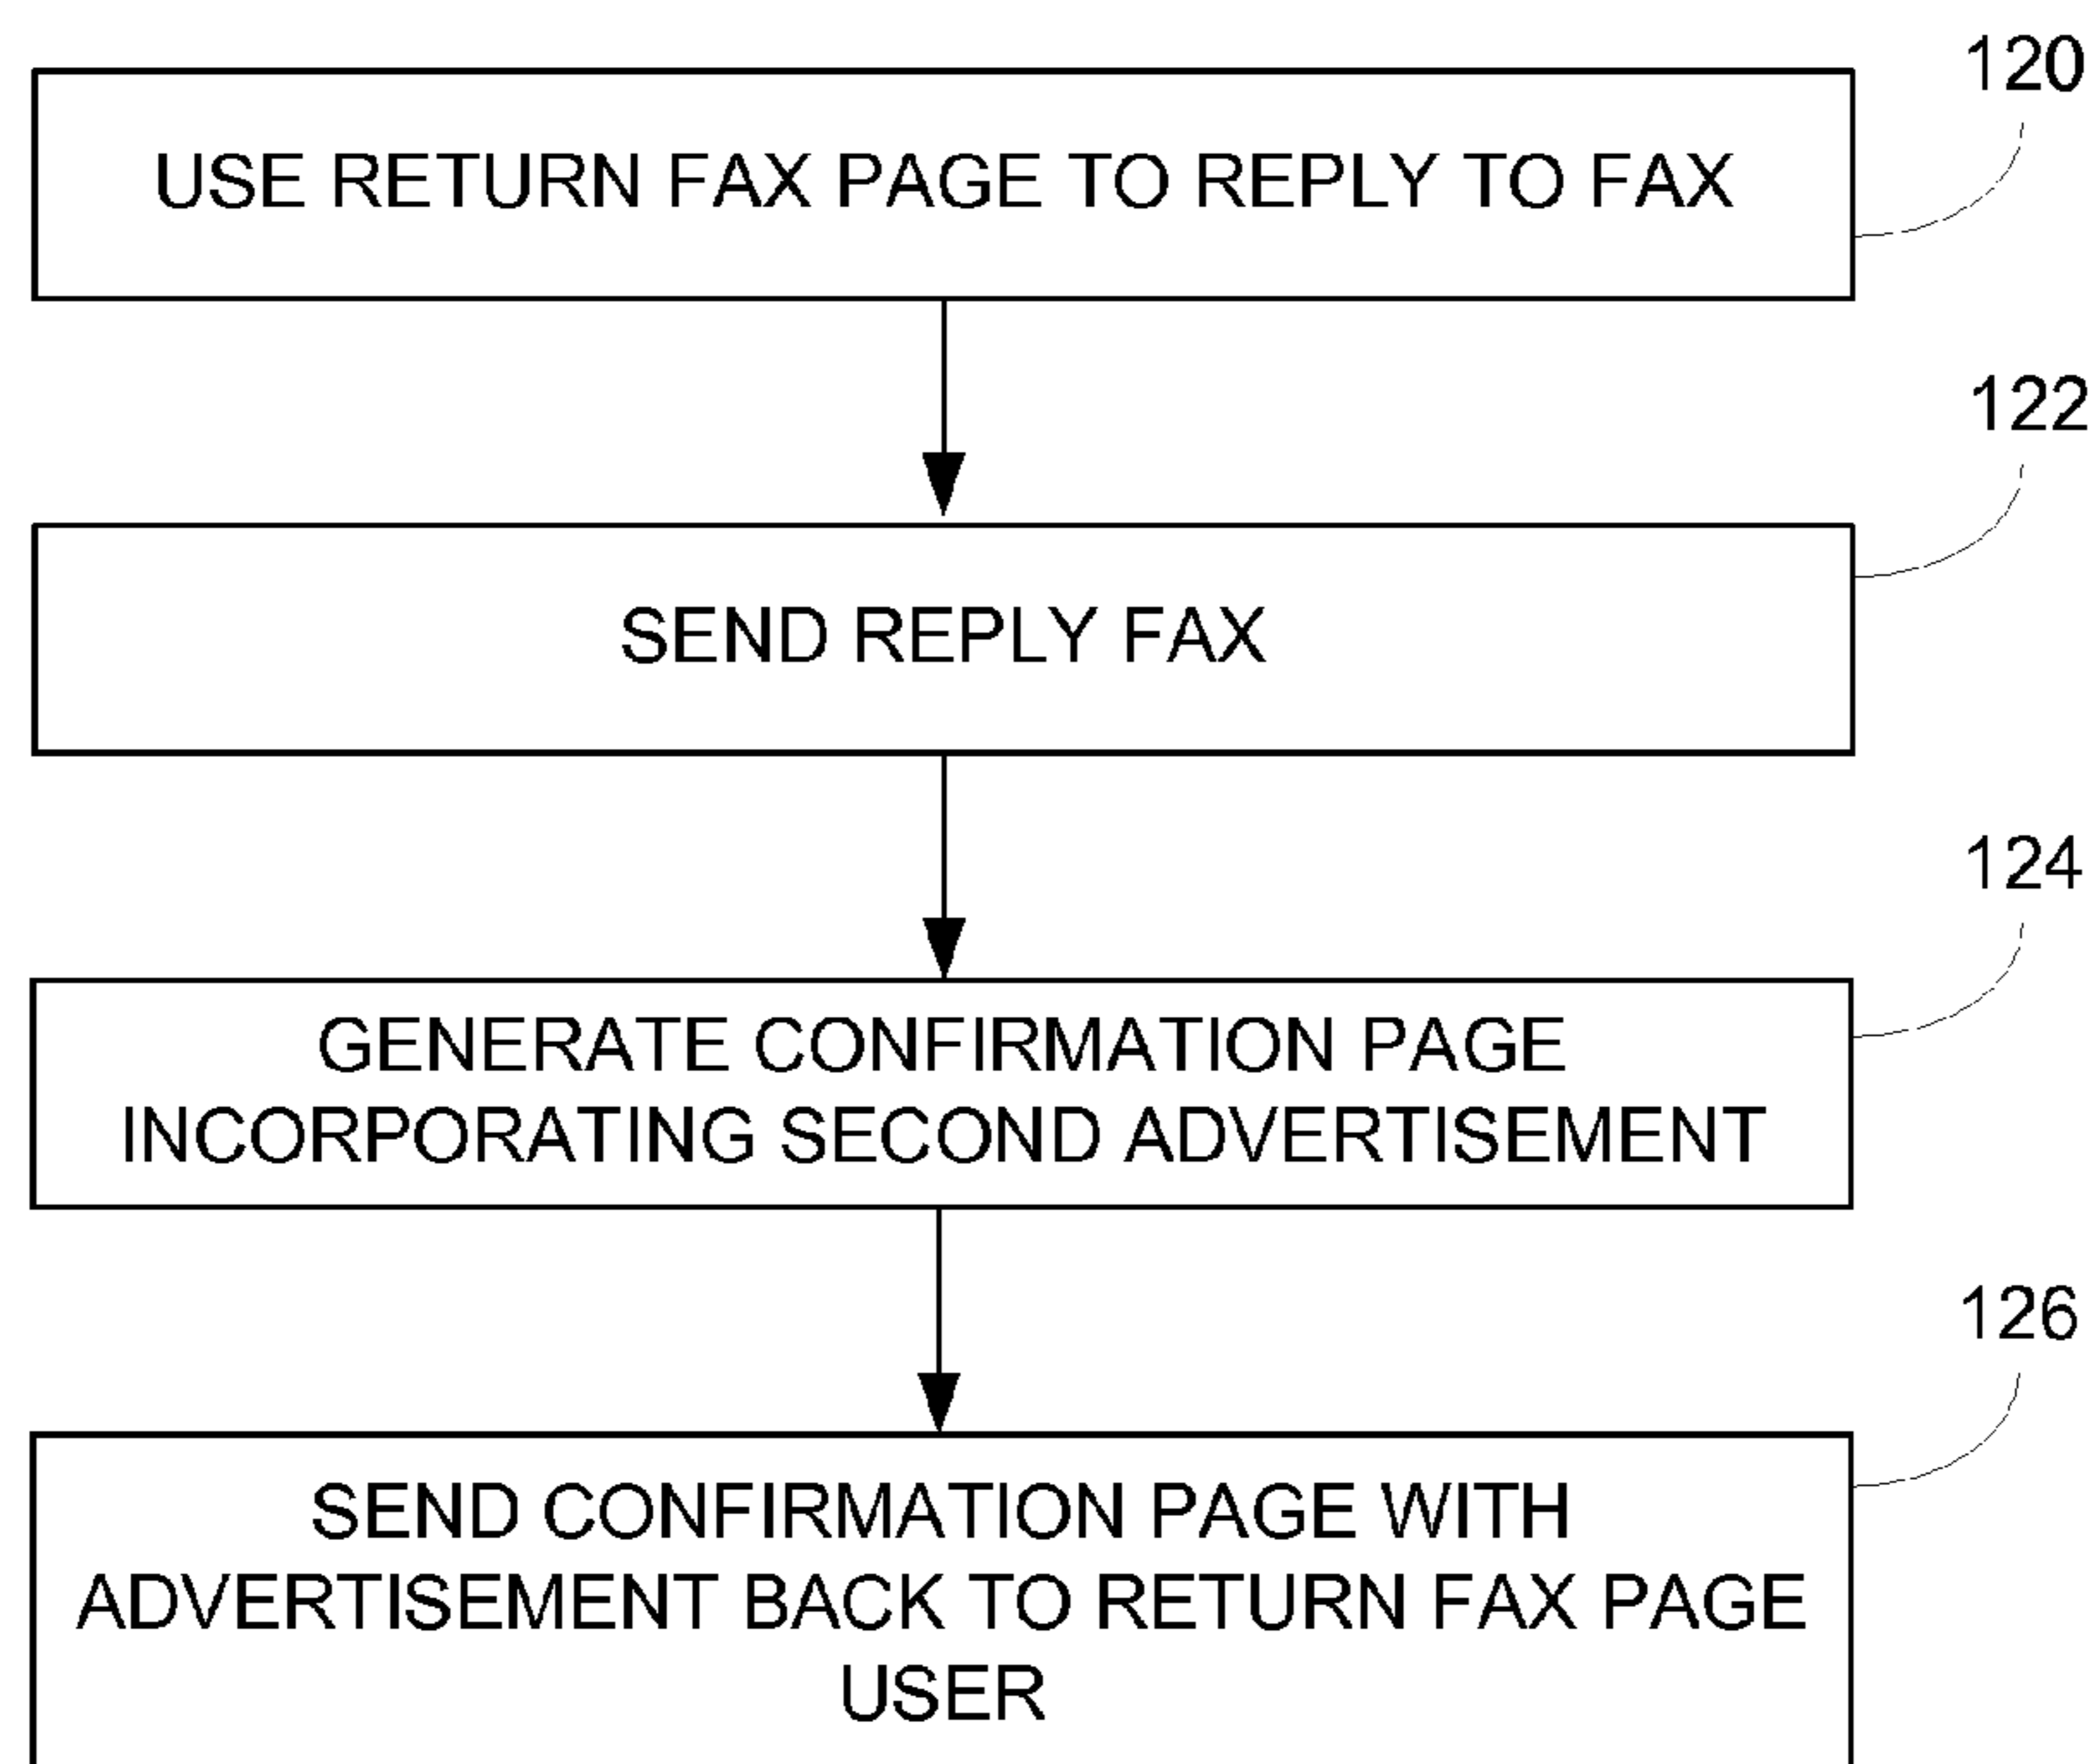 120
USE RETURN FAX PAGE TO REPLY TO FAX
122
SEND REPLY FAX
124
GENERATE CONFIRMATION PAGE
INCORPORATING SECOND ADVERTISEMENT
126
SEND CONFIRMATION PAGE WITH
ADVERTISEMENT BACK TO RETURN FAX PAGE
USER